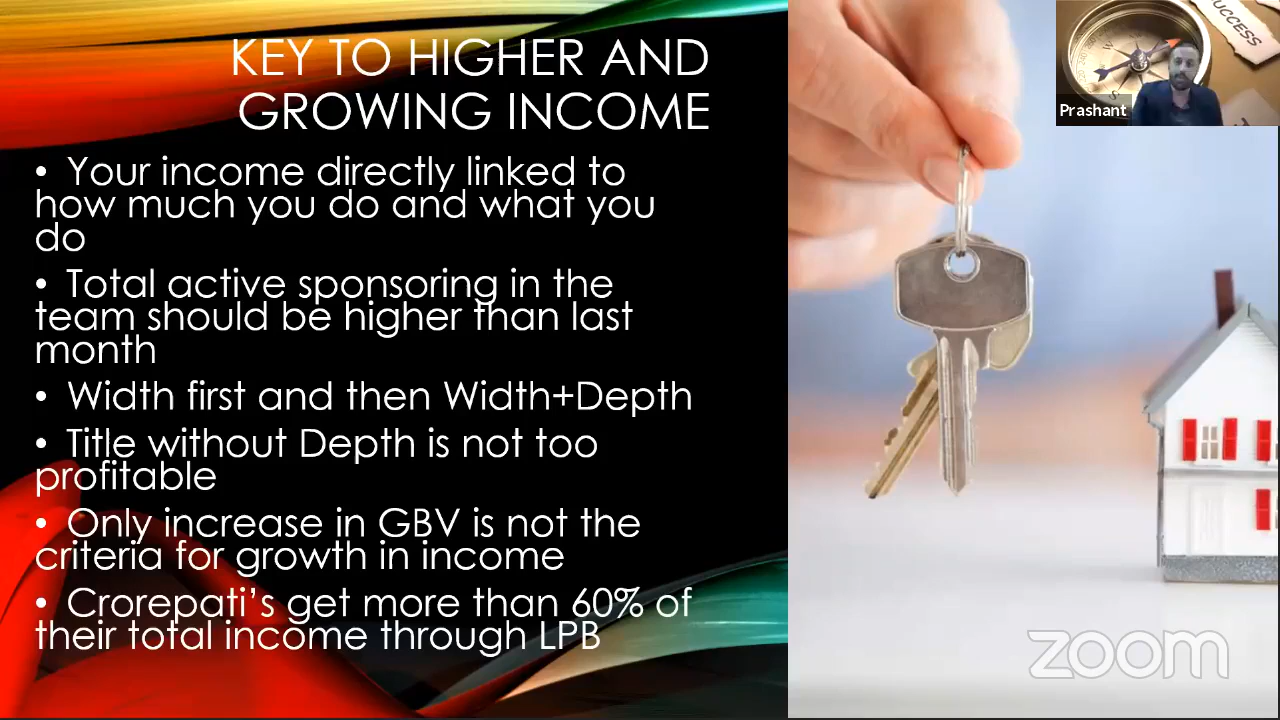 KEY TO HIGHER AND
GROWING INCOME
• Your income directly linked to
how much you do and what you
do
• Total active sponsoring in the
team should be higher than last
month
• Width first and then Width+Depth
• Title without Depth is not too
profitable
• Only increase in GBV is not the
criteria for growth in income
• Crorepati's get more than 60% of
their total income through LPB
SUCCESS
Prashant
zoom